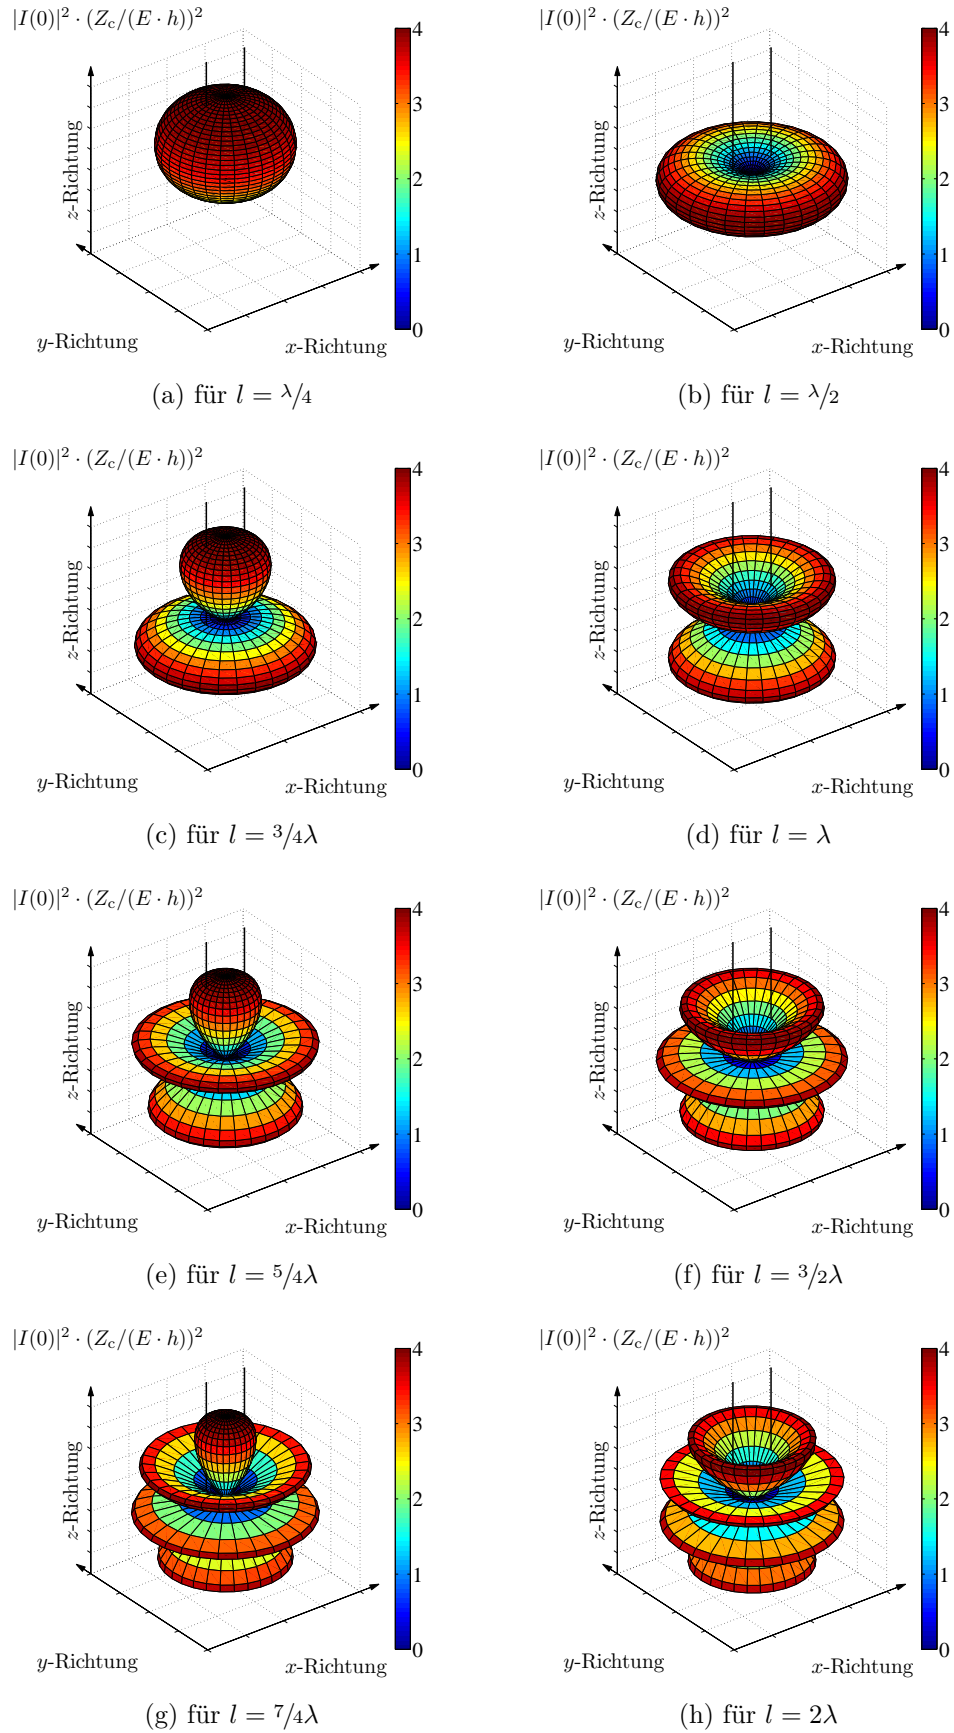 |I(0)|² · (Z_c/(E · h))²
4
3
2
1
0
z-Richtung
y-Richtung
x-Richtung
(a) für l = λ/4
|I(0)|² · (Z_c/(E · h))²
4
3
2
1
0
z-Richtung
y-Richtung
x-Richtung
(b) für l = λ/2
|I(0)|² · (Z_c/(E · h))²
4
3
2
1
0
z-Richtung
y-Richtung
x-Richtung
(c) für l = 3/4λ
|I(0)|² · (Z_c/(E · h))²
4
3
2
1
0
z-Richtung
y-Richtung
x-Richtung
(d) für l = λ
|I(0)|² · (Z_c/(E · h))²
4
3
2
1
0
z-Richtung
y-Richtung
x-Richtung
(e) für l = 5/4λ
|I(0)|² · (Z_c/(E · h))²
4
3
2
1
0
z-Richtung
y-Richtung
x-Richtung
(f) für l = 3/2λ
|I(0)|² · (Z_c/(E · h))²
4
3
2
1
0
z-Richtung
y-Richtung
x-Richtung
(g) für l = 7/4λ
|I(0)|² · (Z_c/(E · h))²
4
3
2
1
0
z-Richtung
y-Richtung
x-Richtung
(h) für l = 2λ